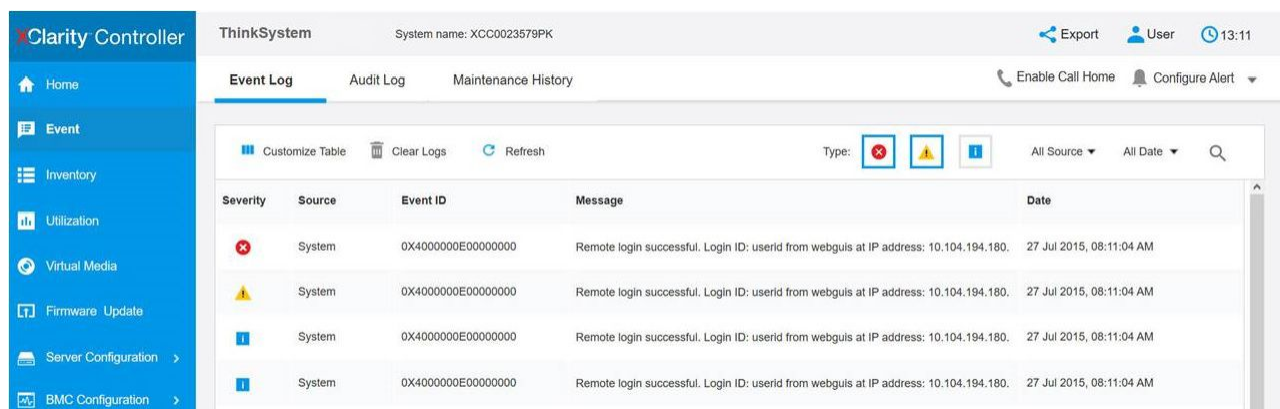 XClarity Controller
ThinkSystem
System name: XCC0023579PK
Export
User
13:11
Home
Event Log
Audit Log
Maintenance History
Enable Call Home
Configure Alert
Event
Customize Table
Clear Logs
Refresh
Type:
All Source
All Date
Inventory
Severity Source Event ID Message Date
Utilization
System 0X4000000E00000000 Remote login successful. Login ID: userid from webguis at IP address: 10.104.194.180. 27 Jul 2015, 08:11:04 AM
Virtual Media
System 0X4000000E00000000 Remote login successful. Login ID: userid from webguis at IP address: 10.104.194.180. 27 Jul 2015, 08:11:04 AM
Firmware Update
System 0X4000000E00000000 Remote login successful. Login ID: userid from webguis at IP address: 10.104.194.180. 27 Jul 2015, 08:11:04 AM
Server Configuration
System 0X4000000E00000000 Remote login successful. Login ID: userid from webguis at IP address: 10.104.194.180. 27 Jul 2015, 08:11:04 AM
BMC Configuration